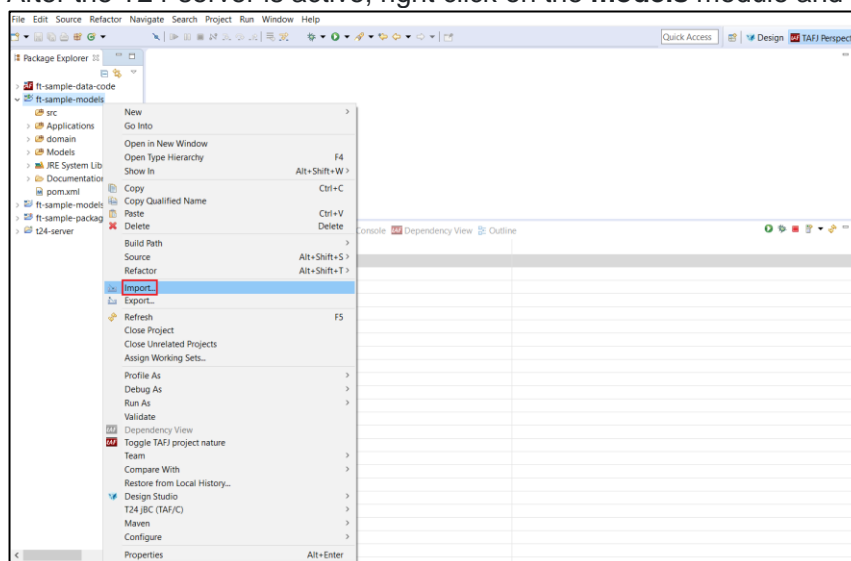 After the T24 server is active, right click on the models module and
File Edit Source Refactor Navigate Search Project Run Window Help
Quick Access
Design
TAFJ Perspect
Package Explorer
ft-sample-data-code
ft-sample-models
src
Applications
domain
Models
JRE System Lib
Documentation
pom.xml
ft-sample-models
ft-sample-packag
t24-server
New
Go Into
Open in New Window
Open Type Hierarchy F4
Show In Alt+Shift+W >
Copy Ctrl+C
Copy Qualified Name
Paste Ctrl+V
Delete Delete
Build Path
Source Alt+Shift+S >
Refactor Alt+Shift+T >
Import...
Export...
Refresh F5
Close Project
Close Unrelated Projects
Assign Working Sets...
Profile As
Debug As
Run As
Validate
Dependency View
Toggle TAFJ project nature
Team
Compare With
Restore from Local History...
Design Studio
T24 jBC (TAF/C)
Maven
Configure
Properties Alt+Enter
Console
Dependency View
Outline